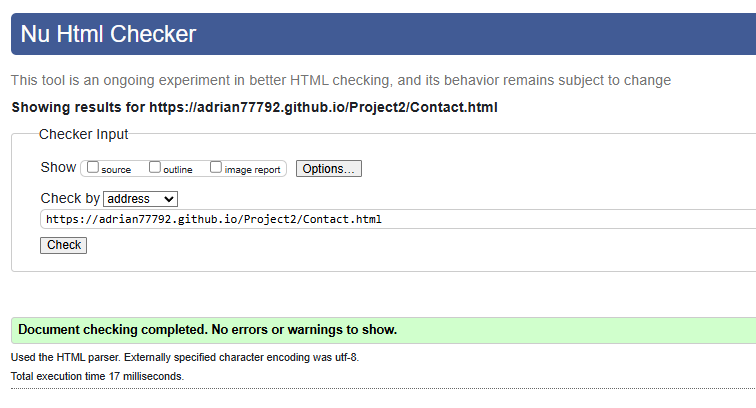 Nu Html Checker
This tool is an ongoing experiment in better HTML checking, and its behavior remains subject to change
Showing results for https://adrian77792.github.io/Project2/Contact.html
Checker Input
Show source outline image report Options...
Check by address
https://adrian77792.github.io/Project2/Contact.html
Check
Document checking completed. No errors or warnings to show.
Used the HTML parser. Externally specified character encoding was utf-8.
Total execution time 17 milliseconds.